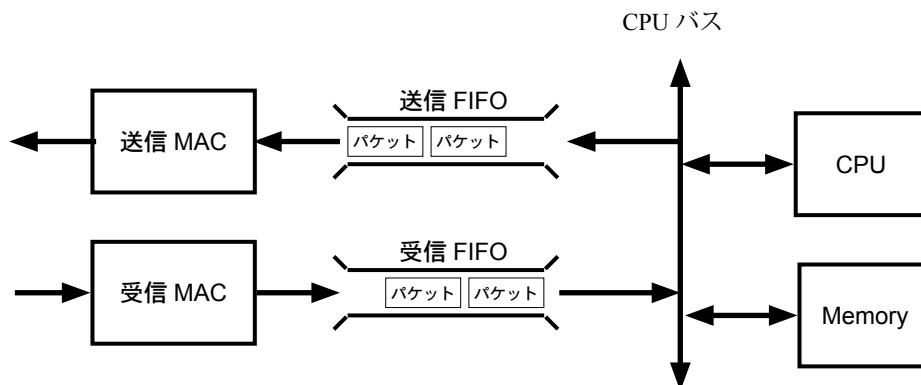 CPU バス
送信 FIFO
送信 MAC
パケット
パケット
CPU
受信 FIFO
受信 MAC
パケット
パケット
Memory